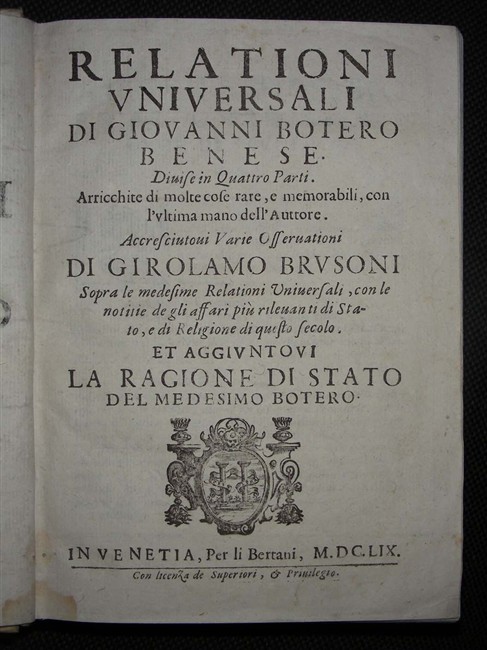 RELATIONI
VNIVERSALI
DI GIOVANNI BOTERO
BENESE.
Diuiſe in Quattro Parti.
Arricchite di molte coſe rare, e memorabili, con
l'vltima mano dell'Auttore.
Accreſciutoui Varie Oſſeruationi
DI GIROLAMO BRVSONI
Sopra le medeſime Relationi Vniuerſali, con le
notitie de gli affari più rileuanti di Sta-
to, e di Religione di queſto ſecolo.
ET AGGIVNTOVI
LA RAGIONE DI STATO
DEL MEDESIMO BOTERO.
IN VENETIA, Per li Bertani, M.DC.LIX.
Con licenza de Superiori, & Priuilegio.